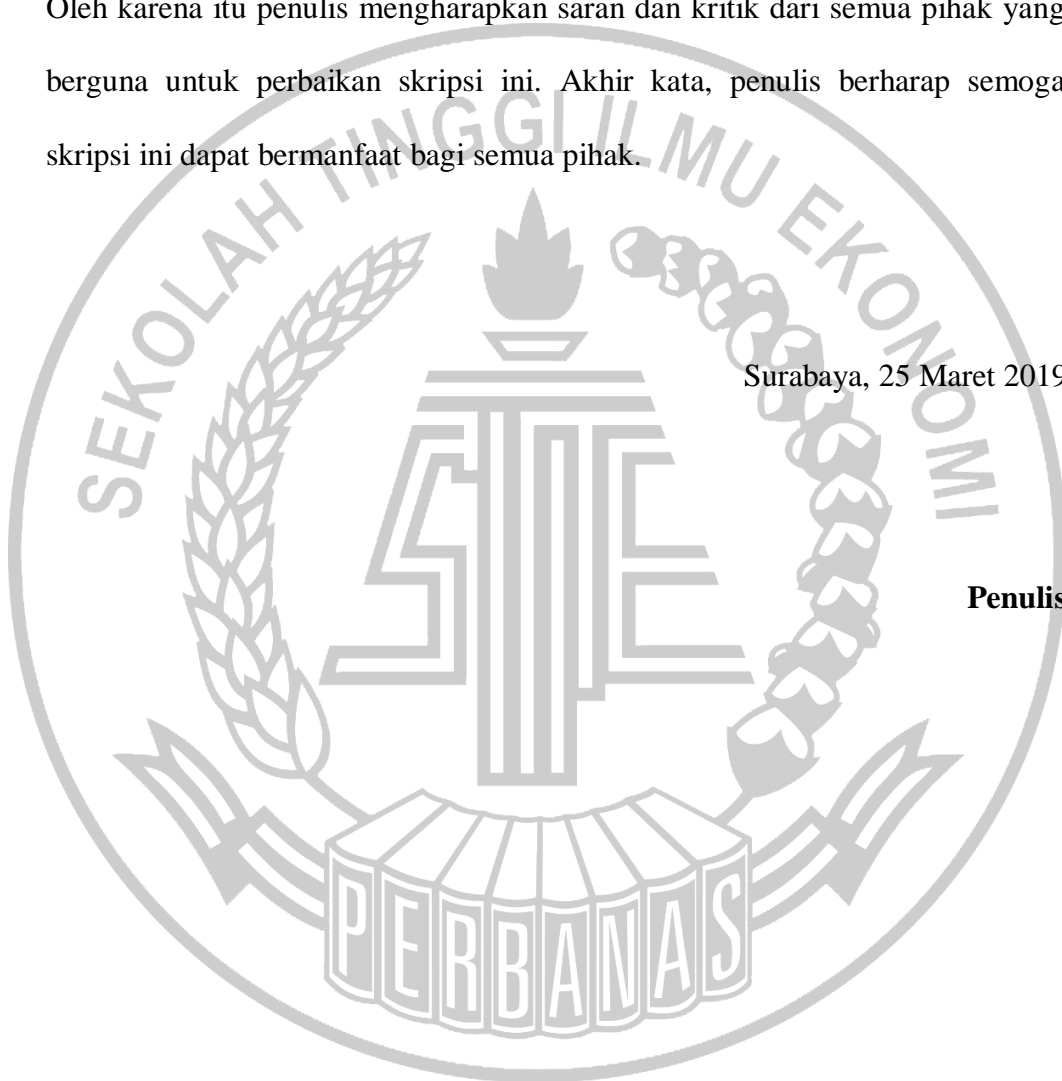 Oleh karena itu penulis mengharapkan saran dan kritik dari semua pihak yang
berguna untuk perbaikan skripsi ini. Akhir kata, penulis berharap semoga
skripsi ini dapat bermanfaat bagi semua pihak.
SEKOLAH TINGGI ILMU EKONOMI
Surabaya, 25 Maret 2019
STIE
Penulis
PERBANAS